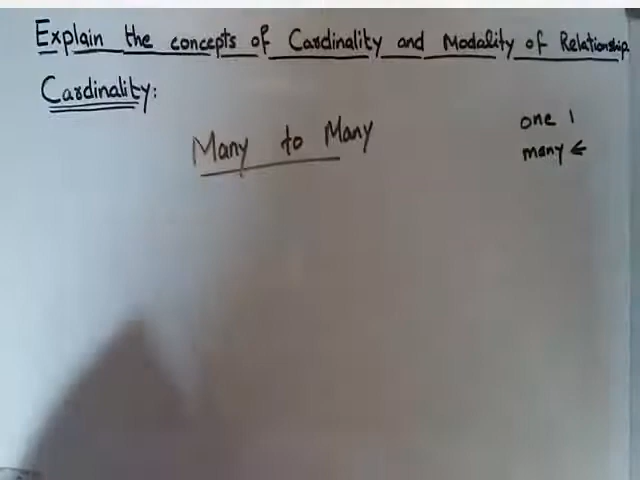 Explain the concepts of Cardinality and Modality of Relationship
Cardinality:
Many to Many
one |
many <